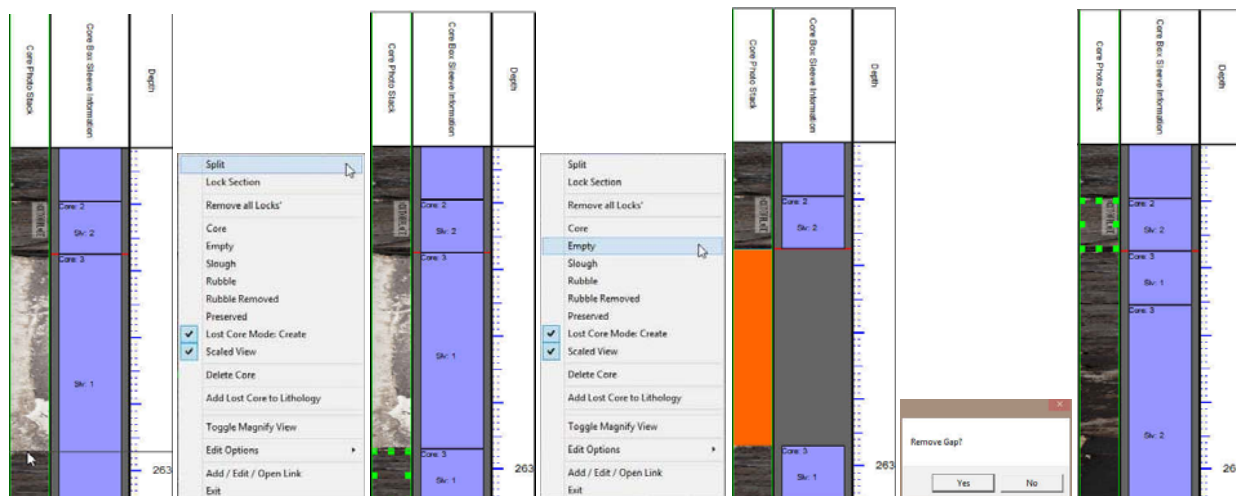 Core Photo Stack
Core Box Sleeve Information
Depth
Core: 2
Slv: 2
Core: 3
Slv: 1
263
Split
Lock Section
Remove all Locks'
Core
Empty
Slough
Rubble
Rubble Removed
Preserved
Lost Core Mode: Create
Scaled View
Delete Core
Add Lost Core to Lithology
Toggle Magnify View
Edit Options
Add / Edit / Open Link
Exit
Core Photo Stack
Core Box Sleeve Information
Depth
Core: 2
Slv: 2
Core: 3
Slv: 1
Core: 3
Slv: 1
263
Split
Lock Section
Remove all Locks'
Core
Empty
Slough
Rubble
Rubble Removed
Preserved
Lost Core Mode: Create
Scaled View
Delete Core
Add Lost Core to Lithology
Toggle Magnify View
Edit Options
Add / Edit / Open Link
Exit
Core Photo Stack
Core Box Sleeve Information
Depth
Core: 2
Slv: 2
Core: 3
Slv: 1
263
Remove Gap?
Yes
No
Core Photo Stack
Core Box Sleeve Information
Depth
Core: 2
Slv: 2
Core: 3
Slv: 1
Core: 3
Slv: 2
26